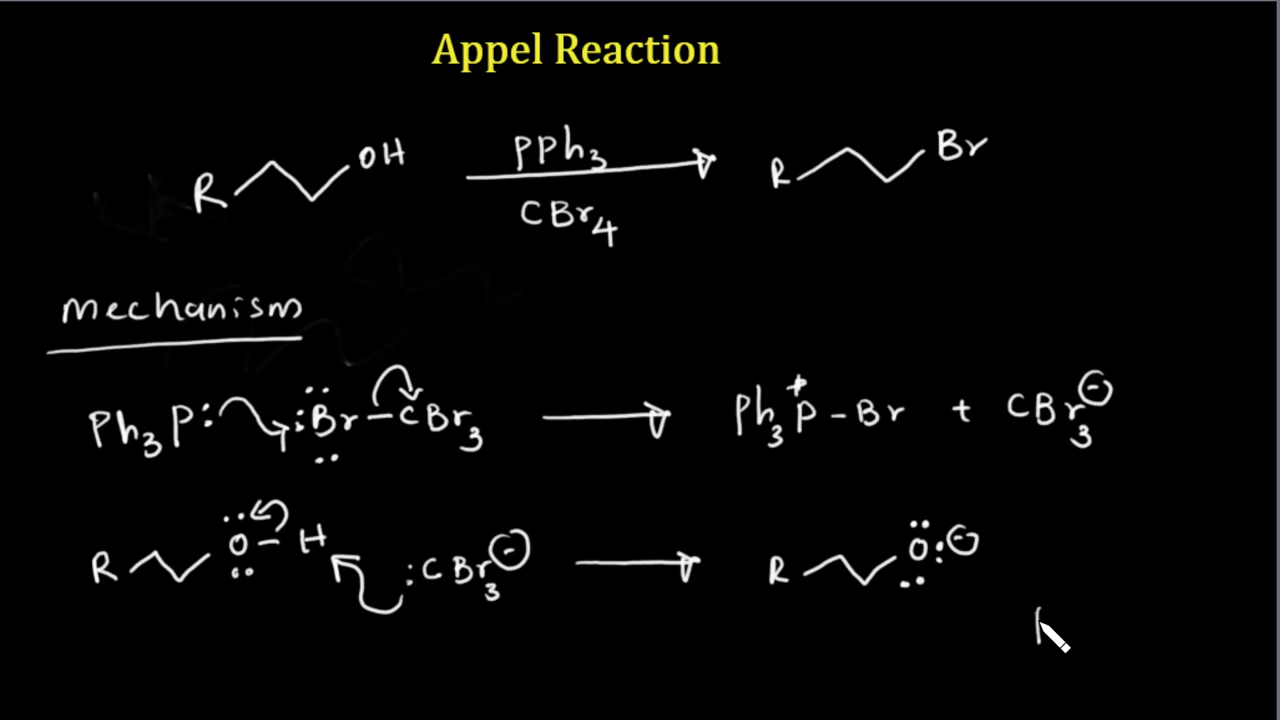 Appel Reaction
R OH PPh3 R Br
CBr4
mechanism
Ph3P: :Br-CBr3 Ph3P+-Br + CBr3⊖
R O-H :CBr3⊖ R O:⊖